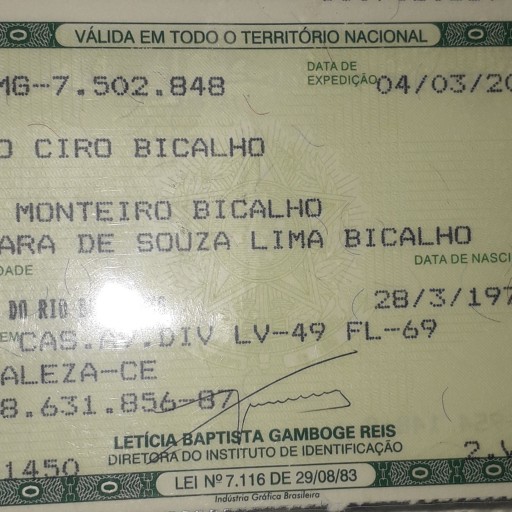 VÁLIDA EM TODO O TERRITÓRIO NACIONAL
MG-7.502.848 DATA DE EXPEDIÇÃO 04/03/20
O CIRO BICALHO
MONTEIRO BICALHO
ARA DE SOUZA LIMA BICALHO
DADE DATA DE NASCI
DO RIO 28/3/197
EM CAS. DIV LV-49 FL-69
ALEZA-CE
8.631.856-87
LETÍCIA BAPTISTA GAMBOGE REIS
DIRETORA DO INSTITUTO DE IDENTIFICAÇÃO
1450 2.V
LEI Nº 7.116 DE 29/08/83
Indústria Gráfica Brasileira